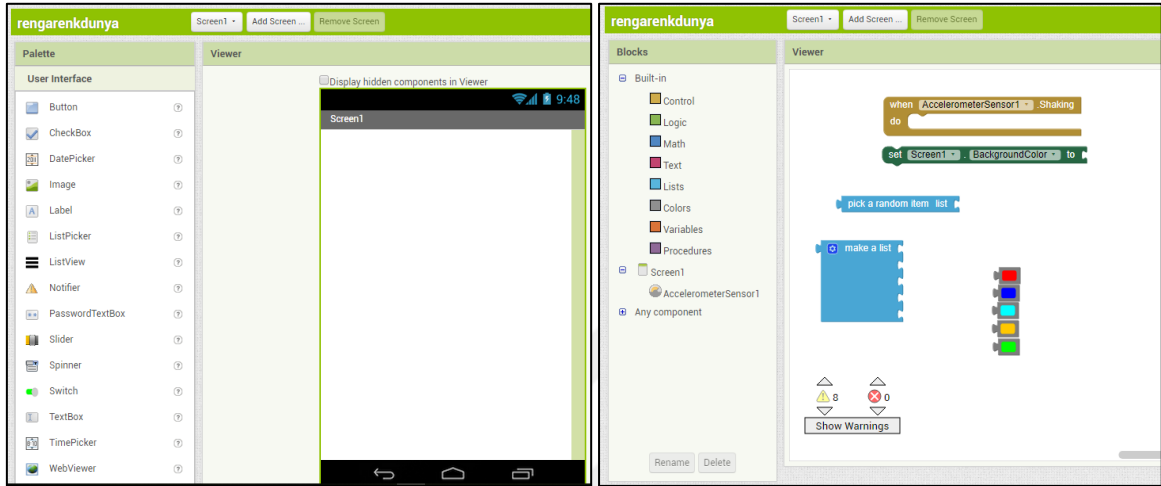 rengarenkdunya
Screen1
Add Screen ...
Remove Screen
Palette
Viewer
User Interface
Button
CheckBox
DatePicker
Image
Label
ListPicker
ListView
Notifier
PasswordTextBox
Slider
Spinner
Switch
TextBox
TimePicker
WebViewer
Display hidden components in Viewer
9:48
Screen1
rengarenkdunya
Screen1
Add Screen ...
Remove Screen
Blocks
Viewer
Built-in
Control
Logic
Math
Text
Lists
Colors
Variables
Procedures
Screen1
AccelerometerSensor1
Any component
Rename
Delete
when AccelerometerSensor1 .Shaking
do
set Screen1 . BackgroundColor to
pick a random item list
make a list
8
0
Show Warnings